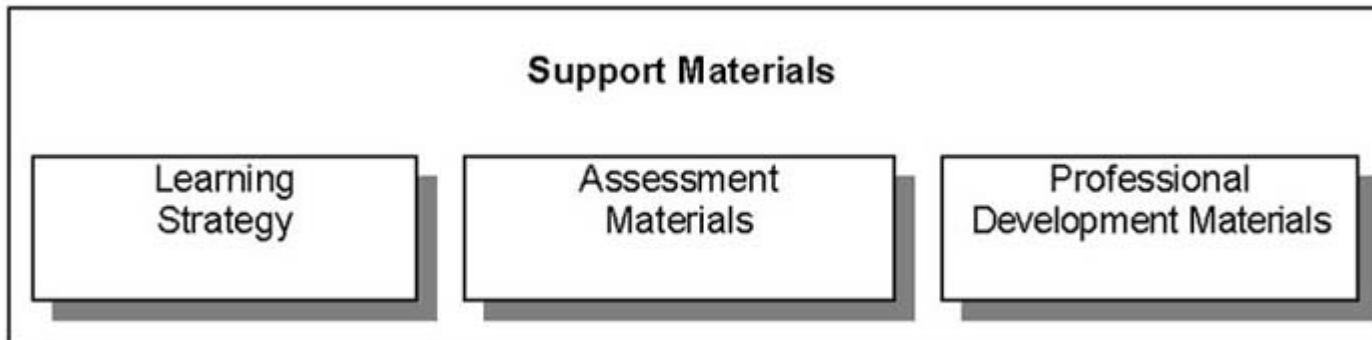 Support Materials
Learning
Strategy
Assessment
Materials
Professional
Development Materials